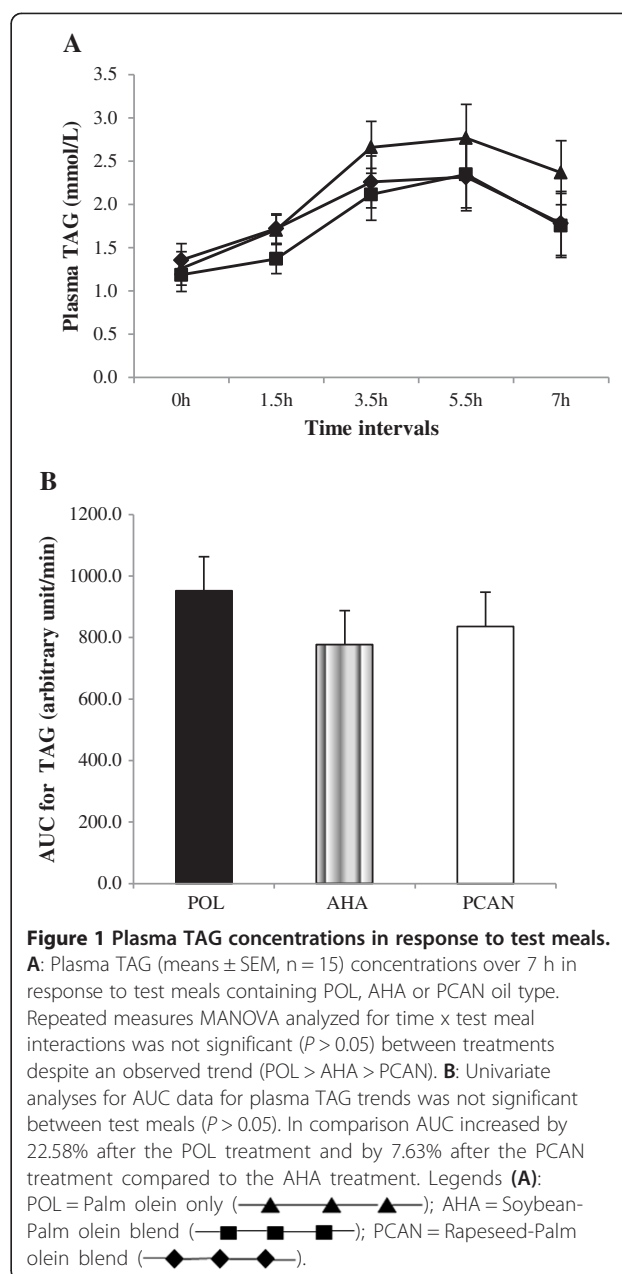 A
Plasma TAG (mmol/L)
3.5
3.0
2.5
2.0
1.5
1.0
0.5
0.0
0h 1.5h 3.5h 5.5h 7h
Time intervals
B
AUC for TAG (arbitrary unit/min)
1200.0
1000.0
800.0
600.0
400.0
200.0
0.0
POL AHA PCAN
Figure 1 Plasma TAG concentrations in response to test meals.
A: Plasma TAG (means ± SEM, n = 15) concentrations over 7 h in
response to test meals containing POL, AHA or PCAN oil type.
Repeated measures MANOVA analyzed for time x test meal
interactions was not significant (P > 0.05) between treatments
despite an observed trend (POL > AHA > PCAN). B: Univariate
analyses for AUC data for plasma TAG trends was not significant
between test meals (P > 0.05). In comparison AUC increased by
22.58% after the POL treatment and by 7.63% after the PCAN
treatment compared to the AHA treatment. Legends (A):
POL = Palm olein only (▲ ▲ ▲); AHA = Soybean-
Palm olein blend (■ ■ ■); PCAN = Rapeseed-Palm
olein blend (◆ ◆ ◆).